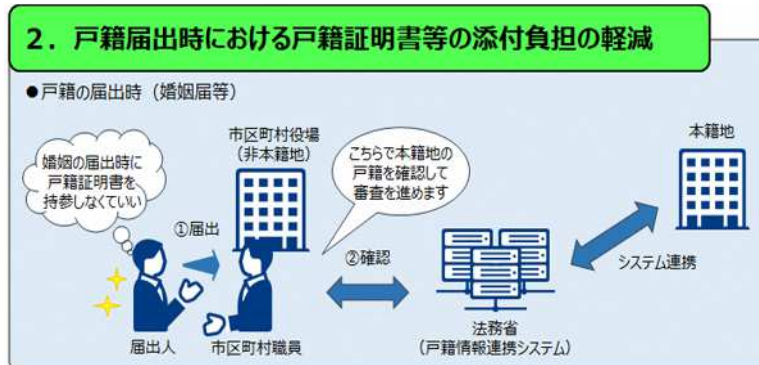 2．戸籍届出時における戸籍証明書等の添付負担の軽減
●戸籍の届出時（婚姻届等）
市区町村役場
（非本籍地）
本籍地
婚姻の届出時に
戸籍証明書を
持参しなくていい
こちらで本籍地の
戸籍を確認して
審査を進めます
①届出
②確認
システム連携
届出人
市区町村職員
法務省
（戸籍情報連携システム）